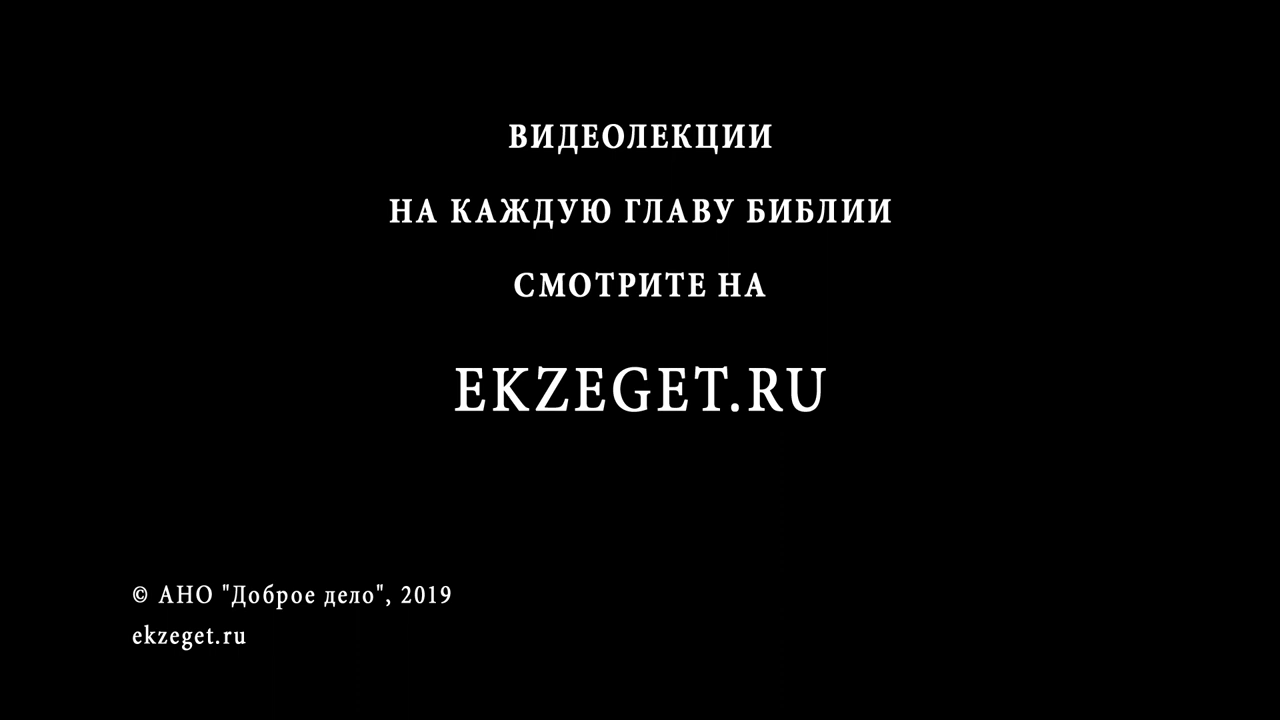 ВИДЕОЛЕКЦИИ
НА КАЖДУЮ ГЛАВУ БИБЛИИ
СМОТРИТЕ НА
EKZEGET.RU
© АНО "Доброе дело", 2019
ekzeget.ru